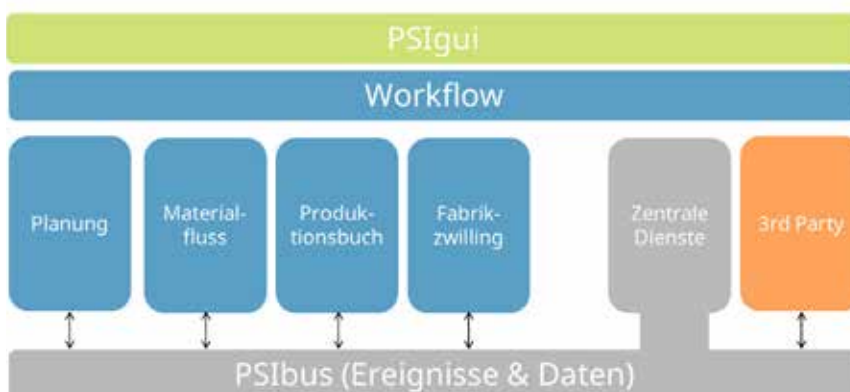 PSIgui
Workflow
Planung
Material-
fluss
Produk-
tionsbuch
Fabrik-
zwilling
Zentrale
Dienste
3rd Party
PSIbus (Ereignisse & Daten)